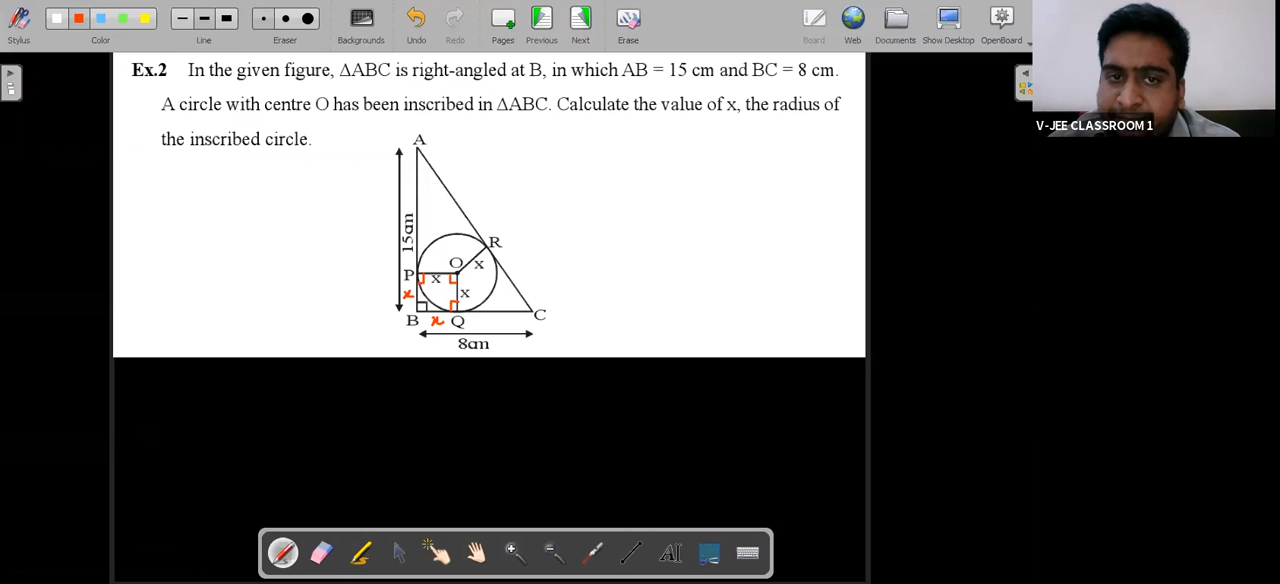 Stylus
Color
Line
Eraser
Backgrounds
Undo
Redo
Pages
Previous
Next
Erase
Board
Web
Documents
Show Desktop
OpenBoard
V-JEE CLASSROOM 1
Ex.2 In the given figure, ΔABC is right-angled at B, in which AB = 15 cm and BC = 8 cm.
A circle with centre O has been inscribed in ΔABC. Calculate the value of x, the radius of
the inscribed circle.
A
15cm
R
O
x
P
x
x
x
B
x
Q
C
8cm
AI